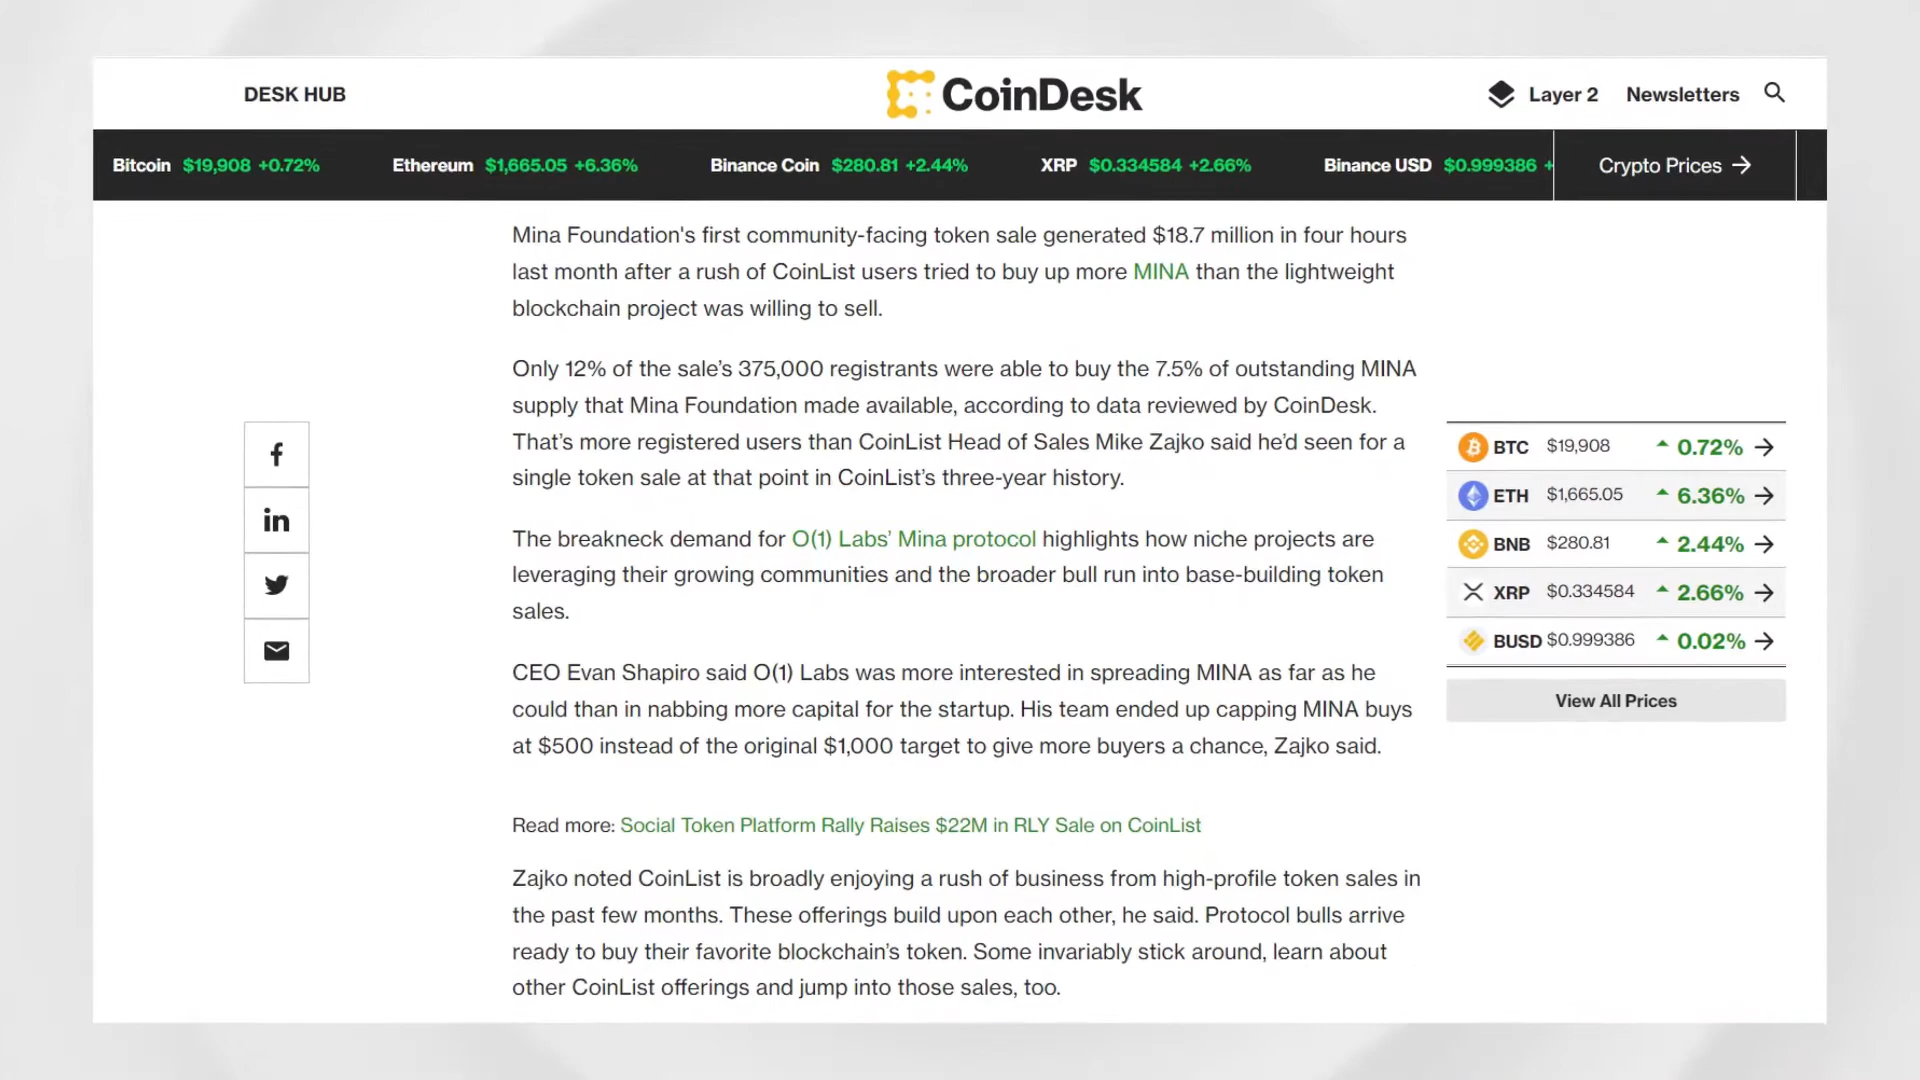 DESK HUB
CoinDesk
Layer 2
Newsletters
Bitcoin $19,908 +0.72%
Ethereum $1,665.05 +6.36%
Binance Coin $280.81 +2.44%
XRP $0.334584 +2.66%
Binance USD $0.999386 +
Crypto Prices →
Mina Foundation's first community-facing token sale generated $18.7 million in four hours
last month after a rush of CoinList users tried to buy up more MINA than the lightweight
blockchain project was willing to sell.
Only 12% of the sale’s 375,000 registrants were able to buy the 7.5% of outstanding MINA
supply that Mina Foundation made available, according to data reviewed by CoinDesk.
That’s more registered users than CoinList Head of Sales Mike Zajko said he’d seen for a
single token sale at that point in CoinList’s three-year history.
The breakneck demand for O(1) Labs’ Mina protocol highlights how niche projects are
leveraging their growing communities and the broader bull run into base-building token
sales.
CEO Evan Shapiro said O(1) Labs was more interested in spreading MINA as far as he
could than in nabbing more capital for the startup. His team ended up capping MINA buys
at $500 instead of the original $1,000 target to give more buyers a chance, Zajko said.
Read more: Social Token Platform Rally Raises $22M in RLY Sale on CoinList
Zajko noted CoinList is broadly enjoying a rush of business from high-profile token sales in
the past few months. These offerings build upon each other, he said. Protocol bulls arrive
ready to buy their favorite blockchain’s token. Some invariably stick around, learn about
other CoinList offerings and jump into those sales, too.
BTC $19,908 0.72% →
ETH $1,665.05 6.36% →
BNB $280.81 2.44% →
XRP $0.334584 2.66% →
BUSD $0.999386 0.02% →
View All Prices